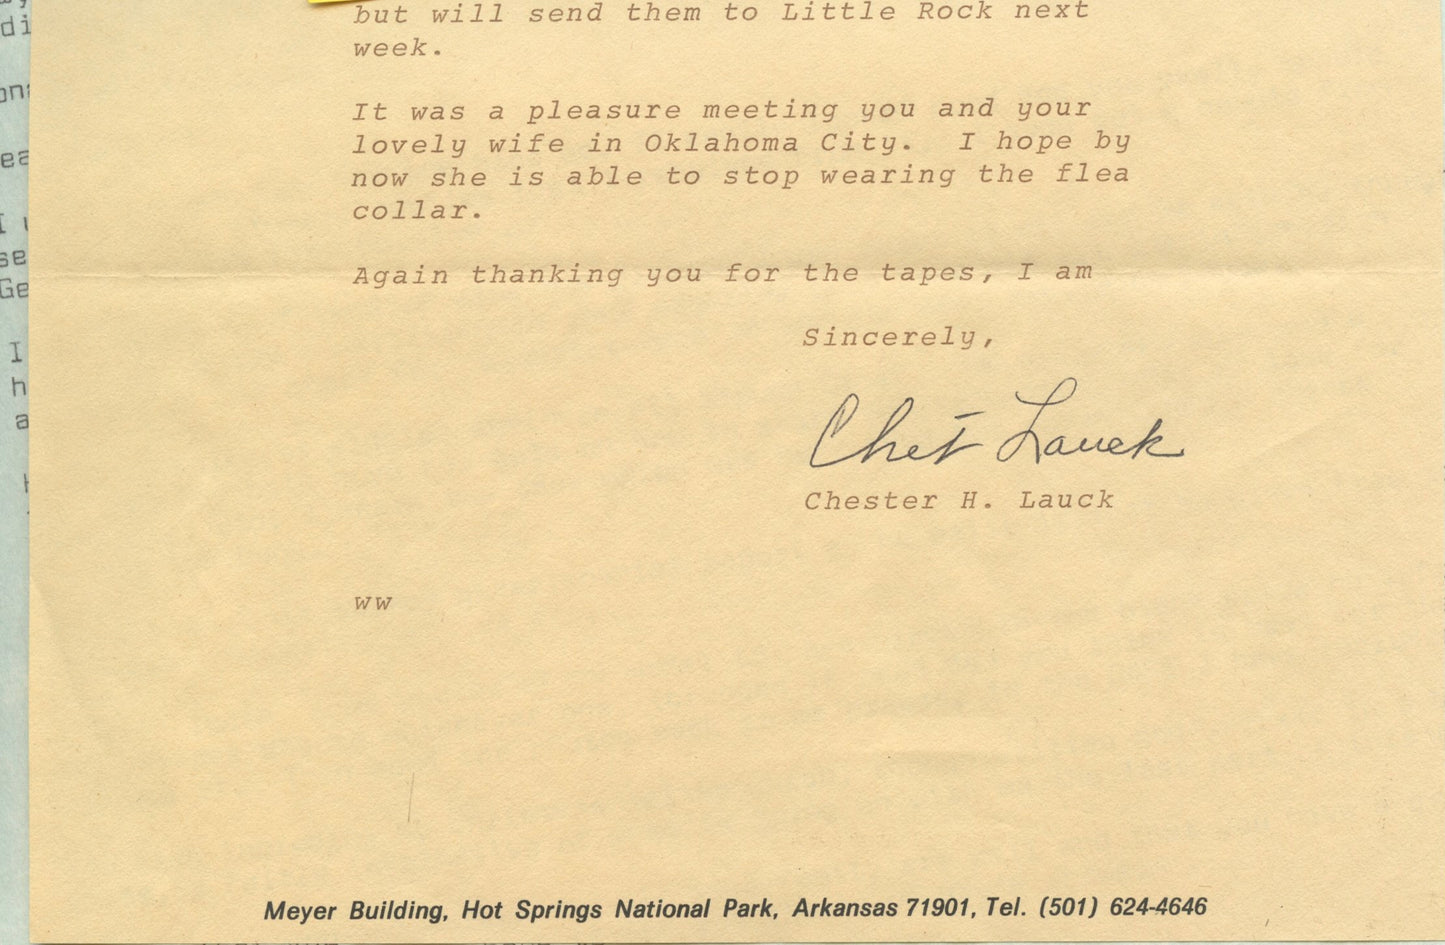 but will send them to Little Rock next
week.
It was a pleasure meeting you and your
lovely wife in Oklahoma City. I hope by
now she is able to stop wearing the flea
collar.
Again thanking you for the tapes, I am
Sincerely,
Chet Lauck
Chester H. Lauck
ww
Meyer Building, Hot Springs National Park, Arkansas 71901, Tel. (501) 624-4646